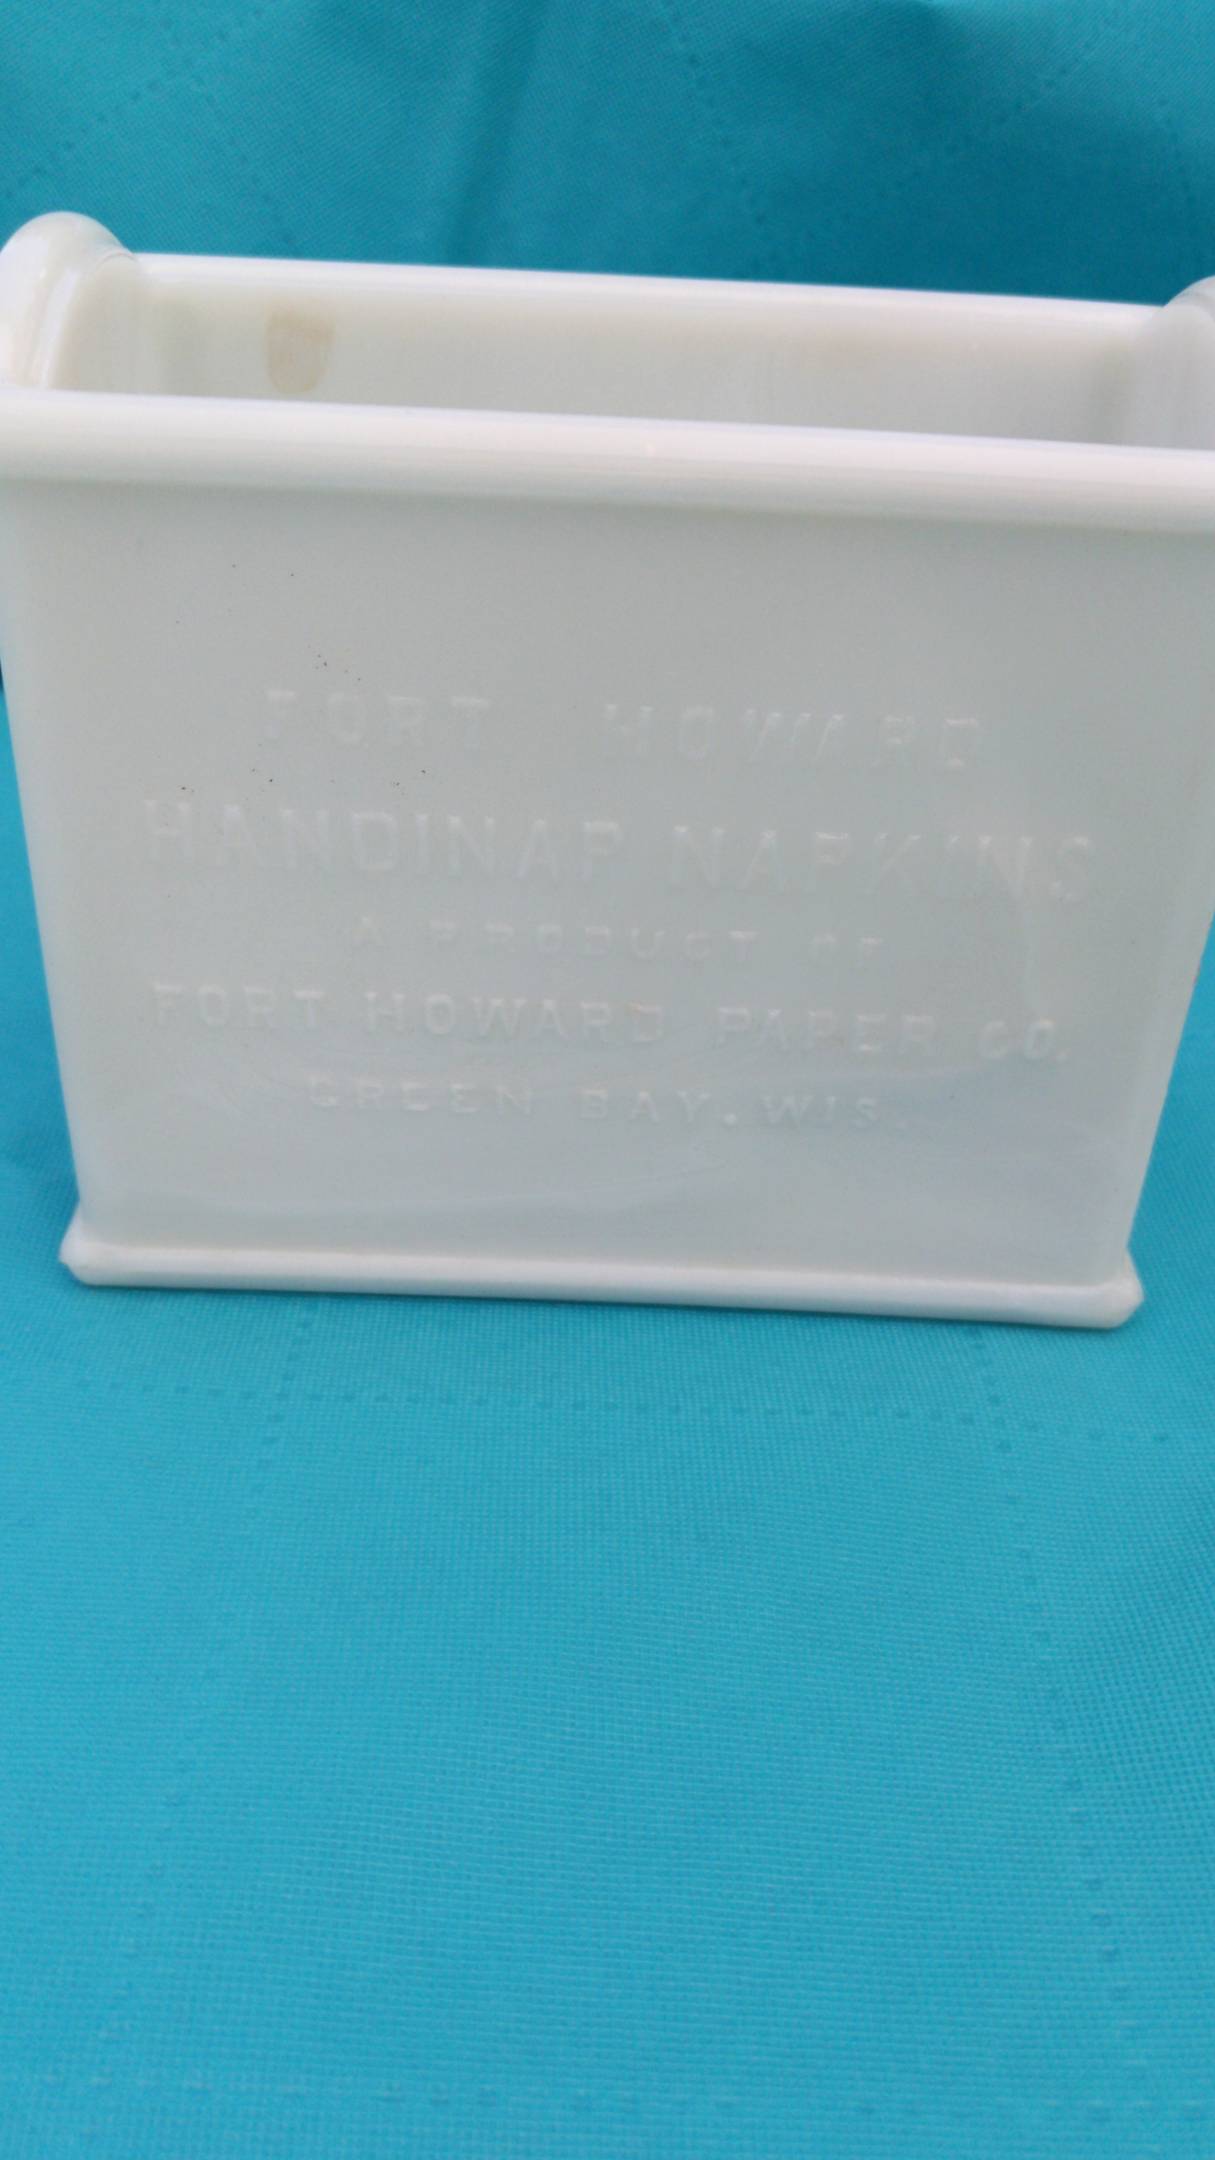 FORT HOWARD
HANDINAP NAPKINS
A PRODUCT OF
FORT HOWARD PAPER CO.
GREEN BAY. WIS.